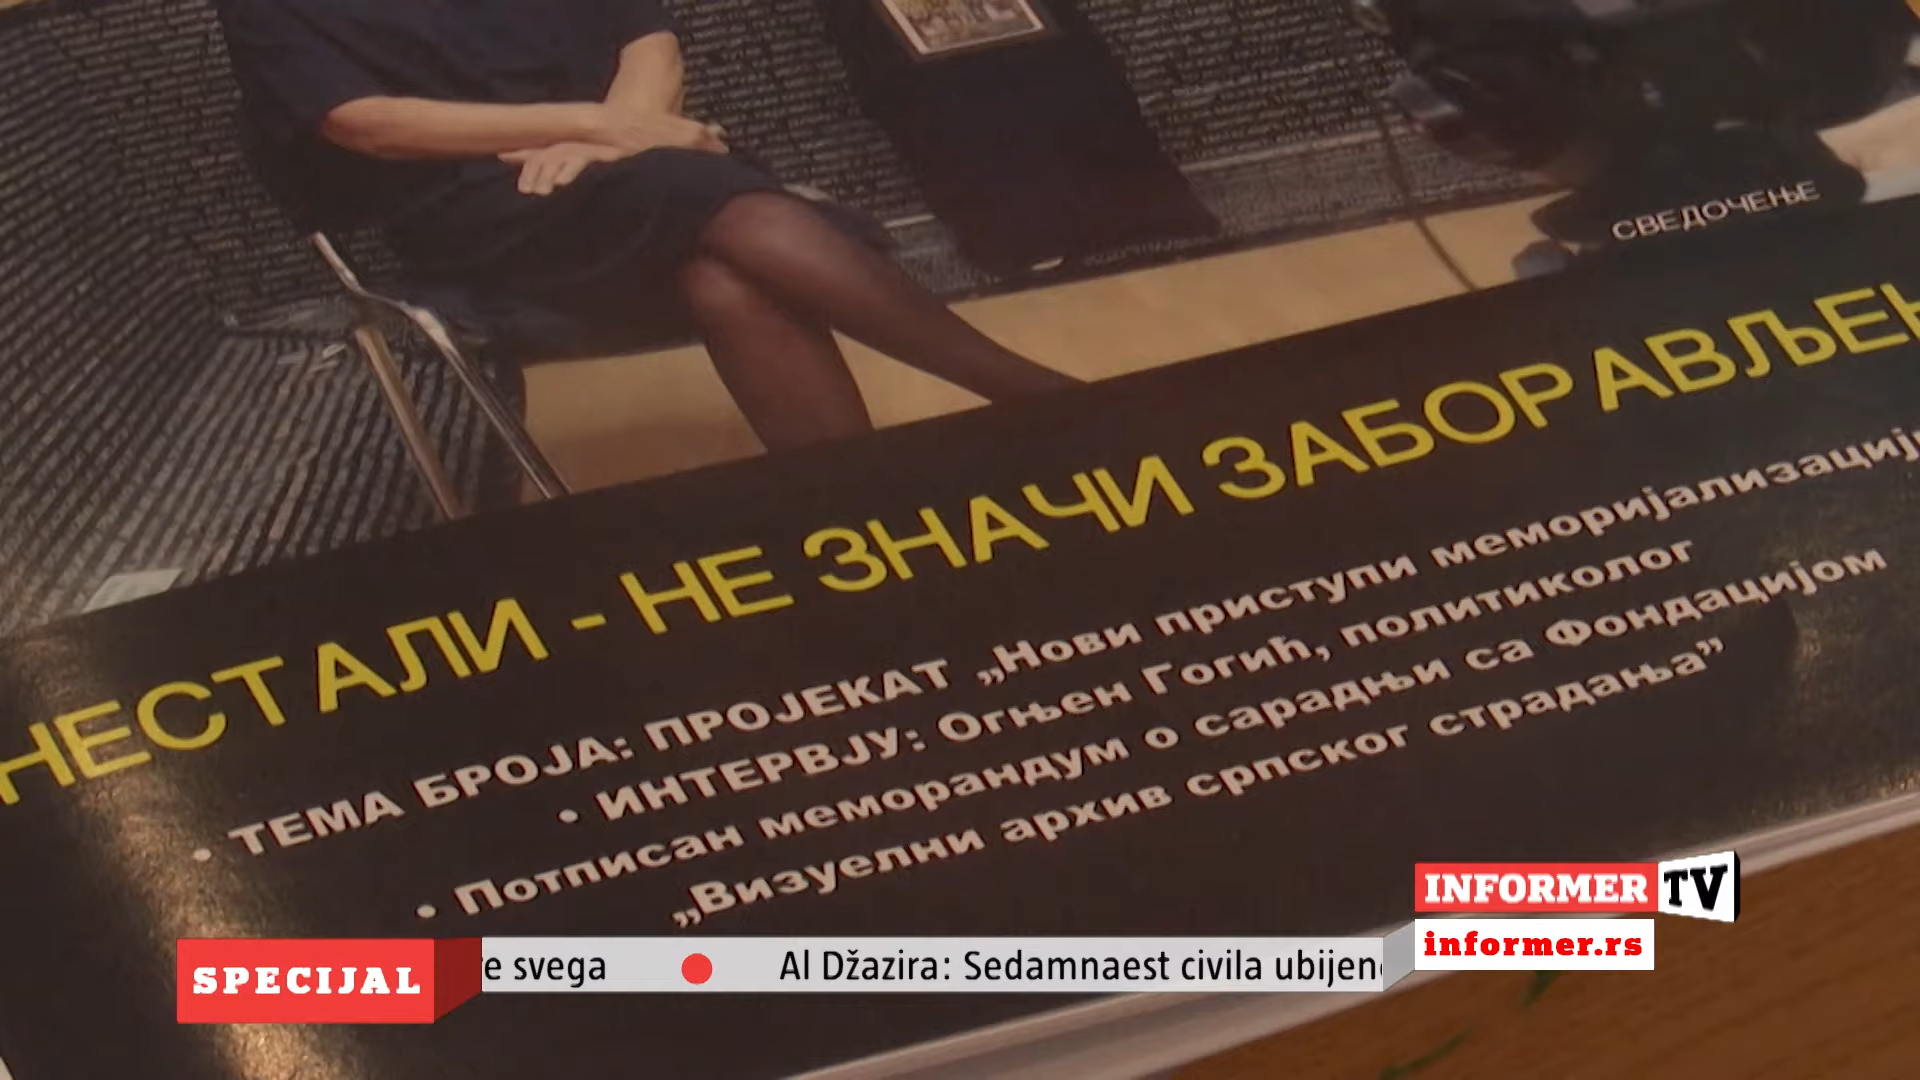 СВЕДОЧЕЊЕ
НЕСТАЛИ - НЕ ЗНАЧИ ЗАБОРАВЉЕН
• ТЕМА БРОЈА: ПРОЈЕКАТ „Нови приступи меморијализациј
• ИНТЕРВЈУ: Огњен Гогић, политиколог
• Потписан меморандум о сарадњи са Фондацијом
„Визуелни архив српског страдања”
INFORMER TV
informer.rs
SPECIJAL
e svega ● Al Džazira: Sedamnaest civila ubijen